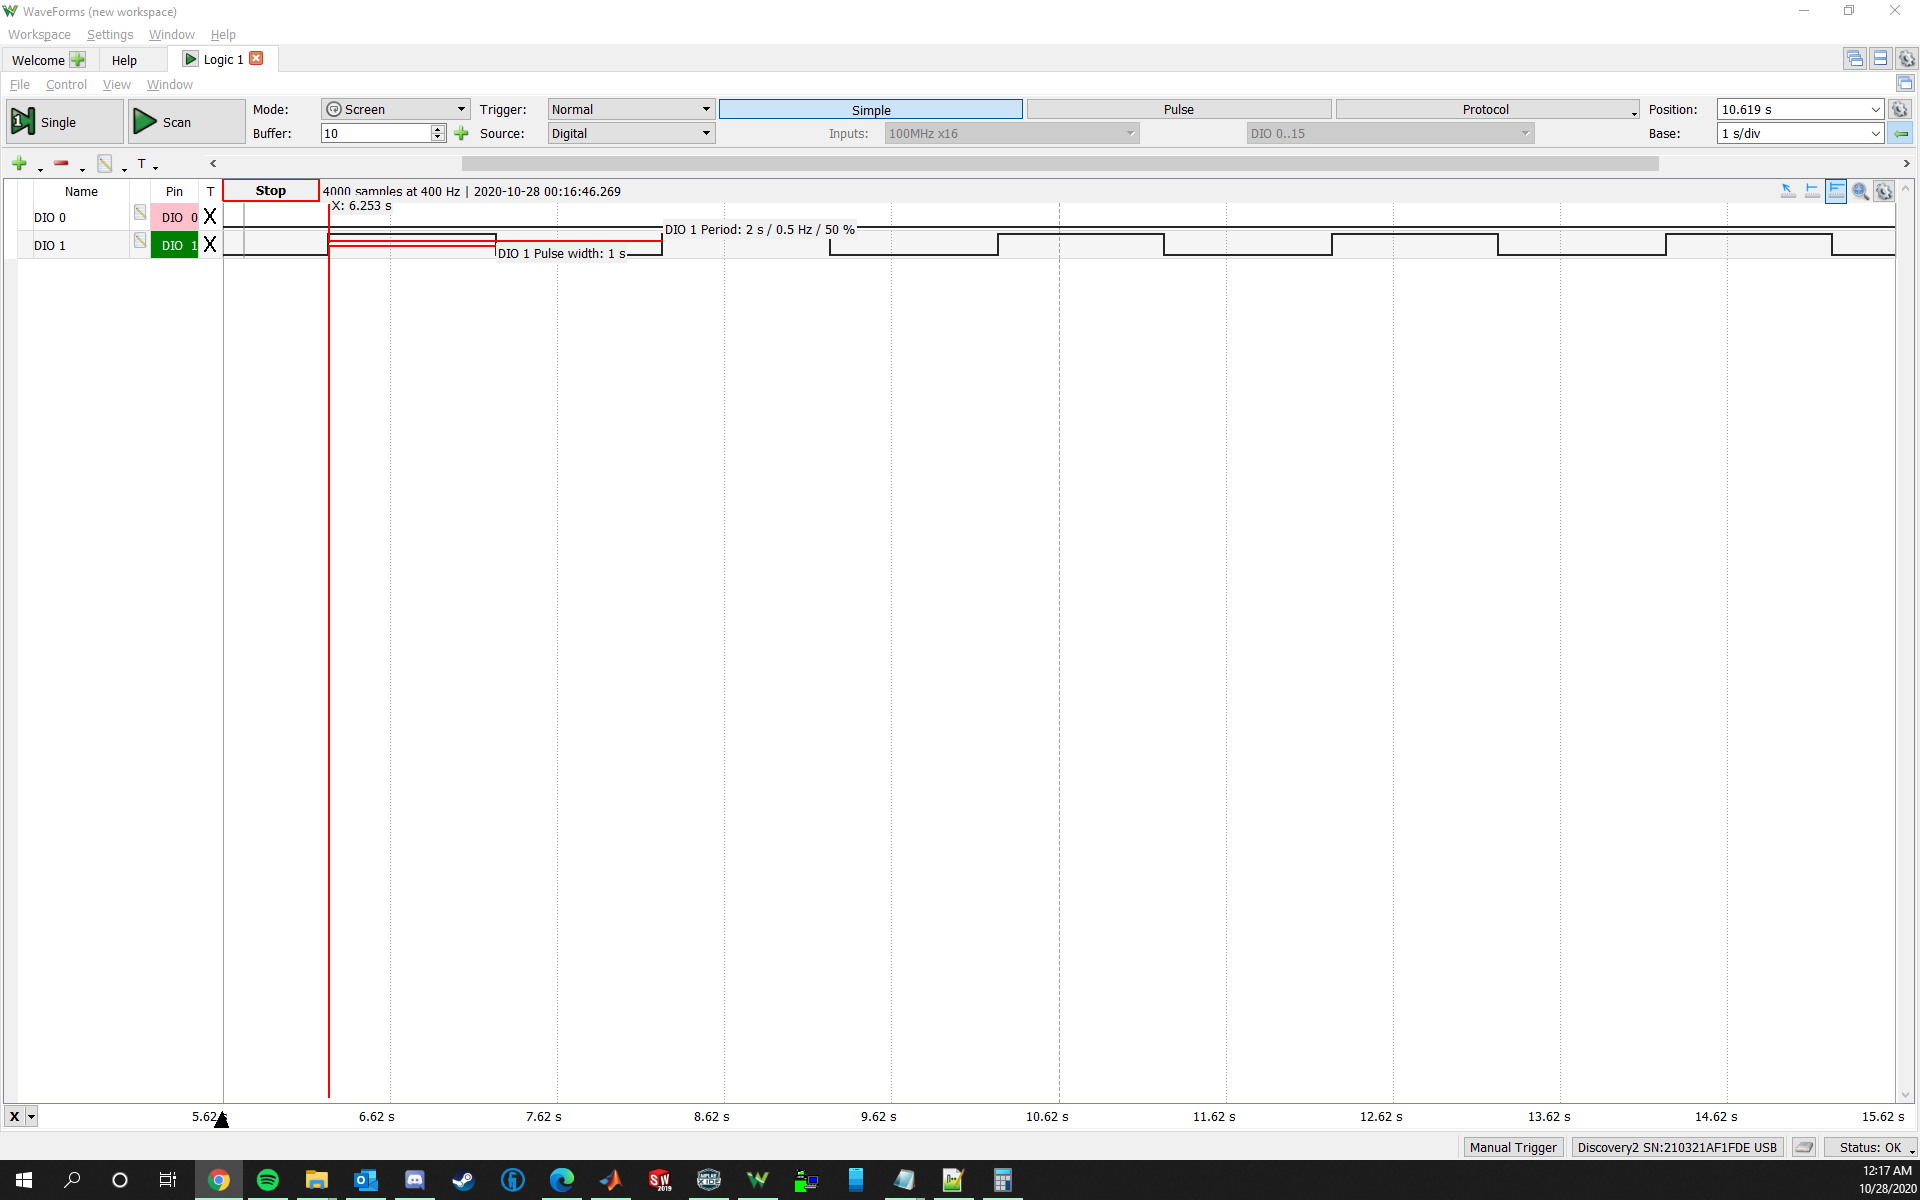 WaveForms (new workspace)
Workspace Settings Window Help
Welcome Help Logic 1
File Control View Window
Single Scan Mode: Screen Trigger: Normal Simple Pulse Protocol Position: 10.619 s
Buffer: 10 Source: Digital Inputs: 100MHz x16 DIO 0..15 Base: 1 s/div
T
Name Pin T Stop 4000 samples at 400 Hz | 2020-10-28 00:16:46.269
X: 6.253 s
DIO 0 DIO 0 X
DIO 1 Period: 2 s / 0.5 Hz / 50 %
DIO 1 DIO 1 X
DIO 1 Pulse width: 1 s
X 5.62 s 6.62 s 7.62 s 8.62 s 9.62 s 10.62 s 11.62 s 12.62 s 13.62 s 14.62 s 15.62 s
Manual Trigger Discovery2 SN:210321AF1FDE USB Status: OK
12:17 AM
10/28/2020